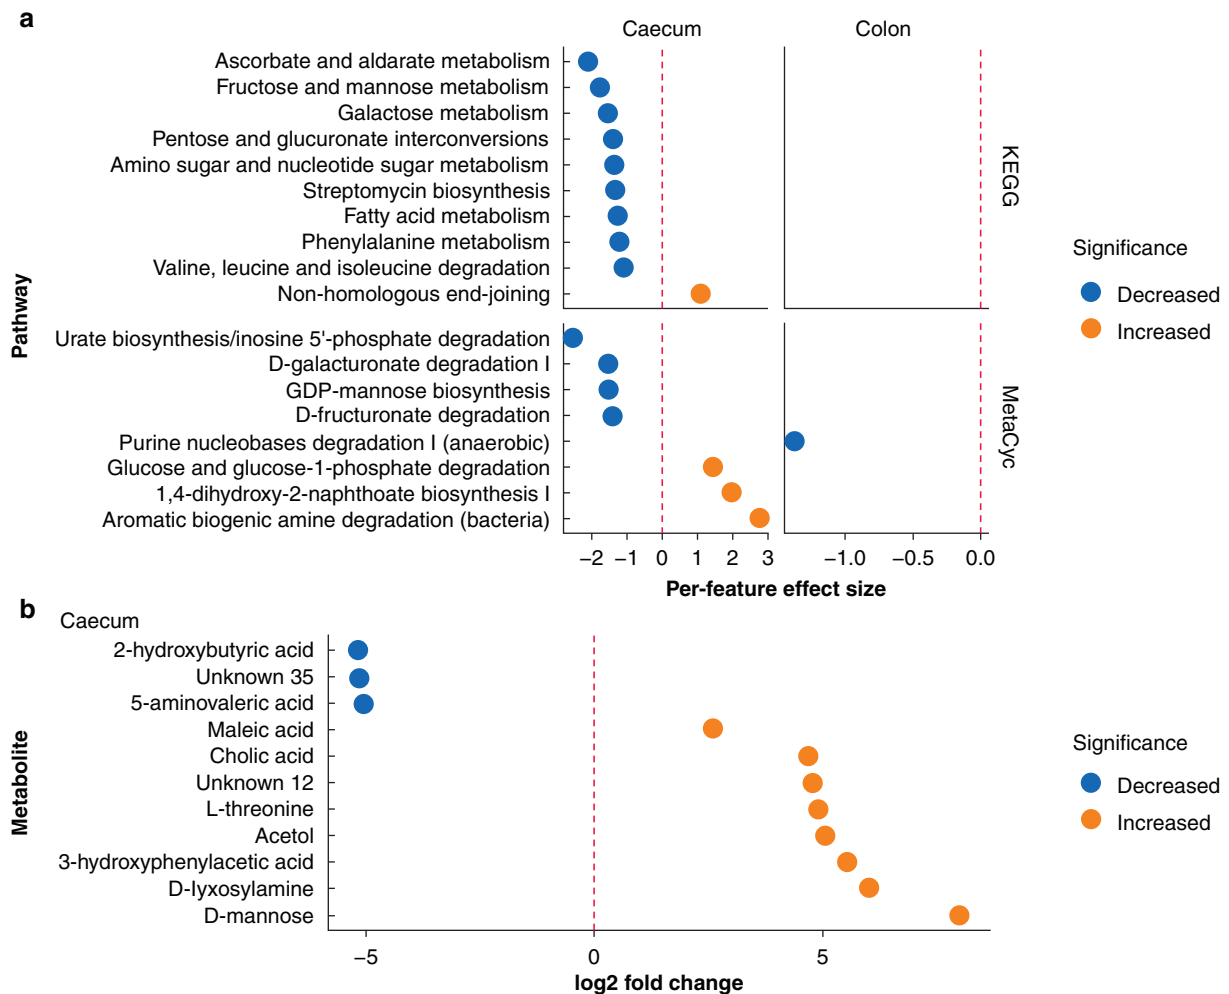 a
Caecum
Colon
Pathway
Ascorbate and aldarate metabolism
Fructose and mannose metabolism
Galactose metabolism
Pentose and glucuronate interconversions
Amino sugar and nucleotide sugar metabolism
Streptomycin biosynthesis
Fatty acid metabolism
Phenylalanine metabolism
Valine, leucine and isoleucine degradation
Non-homologous end-joining
KEGG
Urate biosynthesis/inosine 5'-phosphate degradation
D-galacturonate degradation I
GDP-mannose biosynthesis
D-fructuronate degradation
Purine nucleobases degradation I (anaerobic)
Glucose and glucose-1-phosphate degradation
1,4-dihydroxy-2-naphthoate biosynthesis I
Aromatic biogenic amine degradation (bacteria)
MetaCyc
−2 −1 0 1 2 3
−1.0 −0.5 0.0
Per-feature effect size
Significance
Decreased
Increased
b
Caecum
Metabolite
2-hydroxybutyric acid
Unknown 35
5-aminovaleric acid
Maleic acid
Cholic acid
Unknown 12
L-threonine
Acetol
3-hydroxyphenylacetic acid
D-lyxosylamine
D-mannose
−5 0 5
log2 fold change
Significance
Decreased
Increased